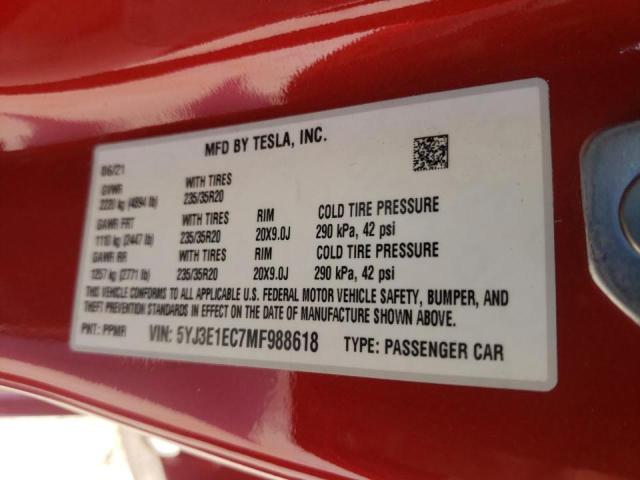 MFD BY TESLA, INC.
06/21
GVWR WITH TIRES
2220 kg (4894 lb) 235/35R20
GAWR FRT WITH TIRES RIM COLD TIRE PRESSURE
1110 kg (2447 lb) 235/35R20 20X9.0J 290 kPa, 42 psi
GAWR RR WITH TIRES RIM COLD TIRE PRESSURE
1257 kg (2771 lb) 235/35R20 20X9.0J 290 kPa, 42 psi
THIS VEHICLE CONFORMS TO ALL APPLICABLE U.S. FEDERAL MOTOR VEHICLE SAFETY, BUMPER, AND
THEFT PREVENTION STANDARDS IN EFFECT ON THE DATE OF MANUFACTURE SHOWN ABOVE.
PNT: PPMR VIN: 5YJ3E1EC7MF988618 TYPE: PASSENGER CAR